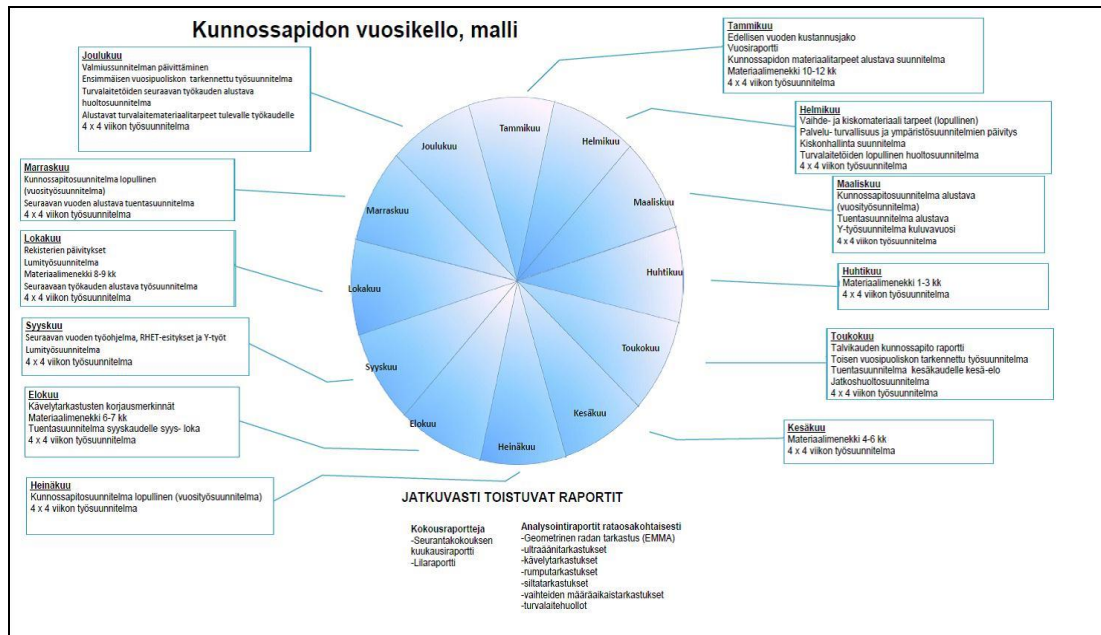 Kunnossapidon vuosikello, malli
Tammikuu
Edellisen vuoden kustannusjako
Vuosiraportti
Kunnossapidon materiaalitarpeet alustava suunnitelma
Materiaalimenekki 10-12 kk
4 x 4 viikon työsuunnitelma
Helmikuu
Vaihde- ja kiskomateriaali tarpeet (lopullinen)
Palvelu- turvallisuus ja ympäristösuunnitelmien päivitys
Kiskonhallinta suunnitelma
Turvalaitetöiden lopullinen huoltosuunnitelma
4 x 4 viikon työsuunnitelma
Maaliskuu
Kunnossapitosuunnitelma alustava
(vuosityösunnitelma)
Tuentasuunnitelma alustava
Y-työsuunnitelma kuluvavuosi
4 x 4 viikon työsuunnitelma
Huhtikuu
Materiaalimenekki 1-3 kk
4 x 4 viikon työsuunnitelma
Toukokuu
Talvikauden kunnossapito raportti
Toisen vuosipuoliskon tarkennettu työsuunnitelma
Tuentasuunnitelma kesäkaudelle kesä-elo
Jatkoshuoltosuunnitelma
4 x 4 viikon työsuunnitelma
Kesäkuu
Materiaalimenekki 4-6 kk
4 x 4 viikon työsuunnitelma
Heinäkuu
Kunnossapitosuunnitelma lopullinen (vuosityösuunnitelma)
4 x 4 viikon työsuunnitelma
Elokuu
Kävelytarkastusten korjausmerkinnät
Materiaalimenekki 6-7 kk
Tuentasuunnitelma syyskaudelle syys- loka
4 x 4 viikon työsuunnitelma
Syyskuu
Seuraavan vuoden työohjelma, RHET-esitykset ja Y-työt
Lumityösuunnitelma
4 x 4 viikon työsuunnitelma
Lokakuu
Rekisterien päivitykset
Lumityösuunnitelma
Materiaalimenekki 8-9 kk
Seuraavaan työkauden alustava työsuunnitelma
4 x 4 viikon työsuunnitelma
Marraskuu
Kunnossapitosuunnitelma lopullinen
(vuosityösuunnitelma)
Seuraavan vuoden alustava tuentasuunnitelma
4 x 4 viikon työsuunnitelma
Joulukuu
Valmiussunnitelman päivittäminen
Ensimmäisen vuosipuoliskon tarkennettu työsuunnitelma
Turvalaitetöiden seuraavan työkauden alustava
huoltosuunnitelma
Alustavat turvalaitemateriaalitarpeet tulevalle työkaudelle
4 x 4 viikon työsuunnitelma
Tammikuu
Helmikuu
Maaliskuu
Huhtikuu
Toukokuu
Kesäkuu
Heinäkuu
Elokuu
Syyskuu
Lokakuu
Marraskuu
Joulukuu
JATKUVASTI TOISTUVAT RAPORTIT
Kokousraportteja
-Seurantakokouksen
kuukausiraportti
-Lilaraportti
Analysointiraportit rataosakohtaisesti
-Geometrinen radan tarkastus (EMMA)
-ultraäänitarkastukset
-kävelytarkastukset
-rumputarkastukset
-siltatarkastukset
-vaihteiden määräaikaistarkastukset
-turvalaitehuollot